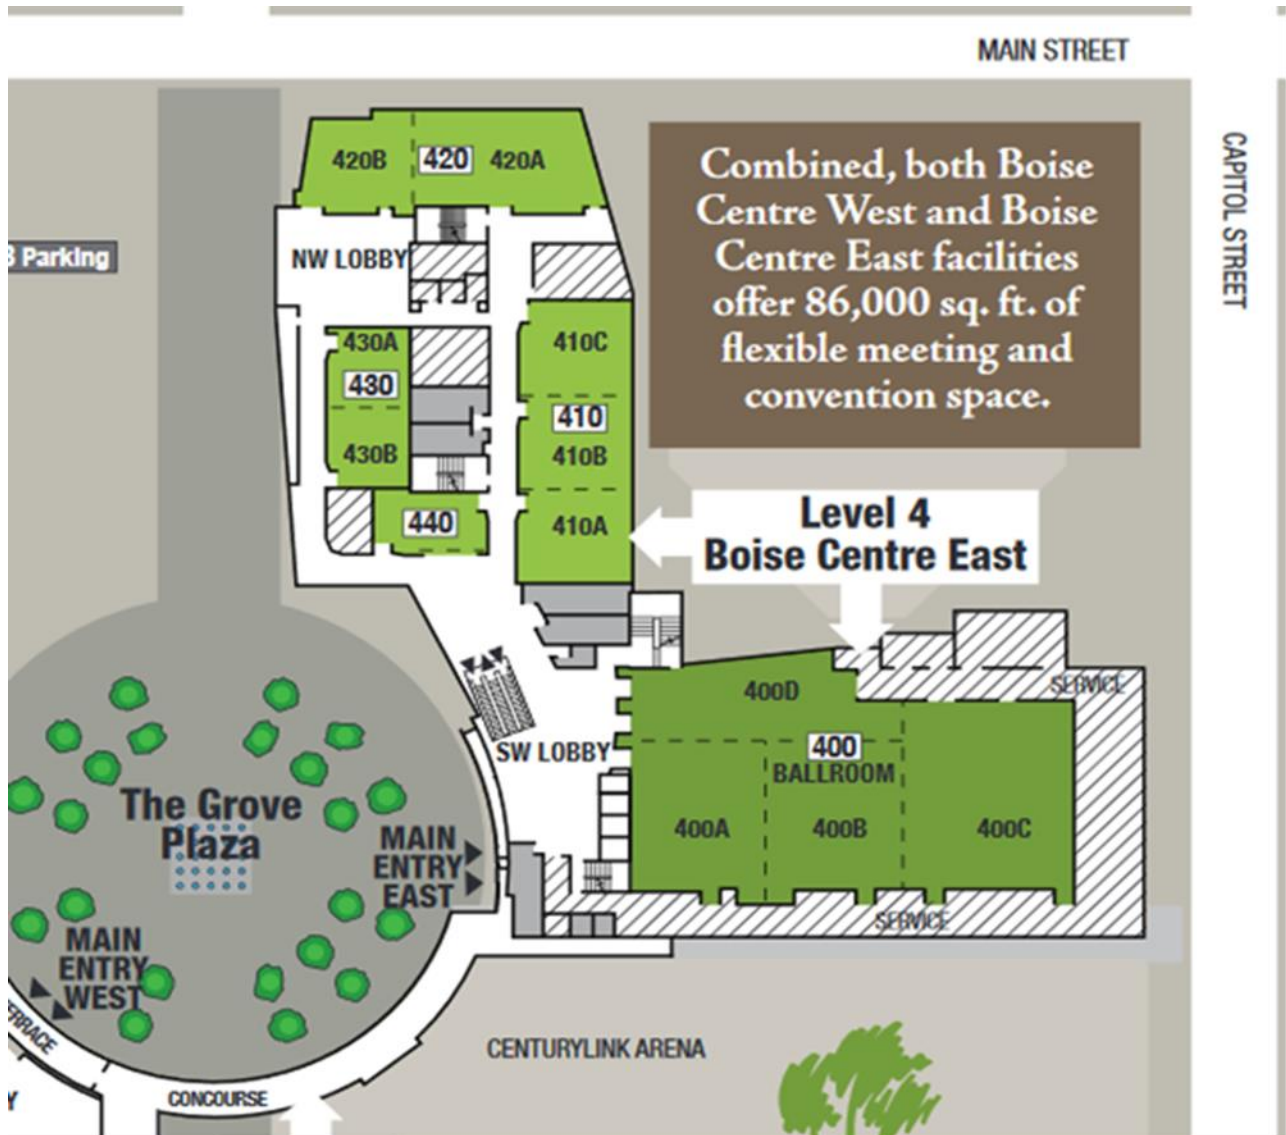 MAIN STREET
CAPITOL STREET
420B
420
420A
Combined, both Boise
Centre West and Boise
Centre East facilities
offer 86,000 sq. ft. of
flexible meeting and
convention space.
Parking
NW LOBBY
430A
430
430B
410C
410
410B
410A
440
Level 4
Boise Centre East
SERVICE
400D
400
BALLROOM
SW LOBBY
400A
400B
400C
The Grove
Plaza
MAIN
ENTRY
EAST
SERVICE
MAIN
ENTRY
WEST
CENTURYLINK ARENA
CONCOURSE